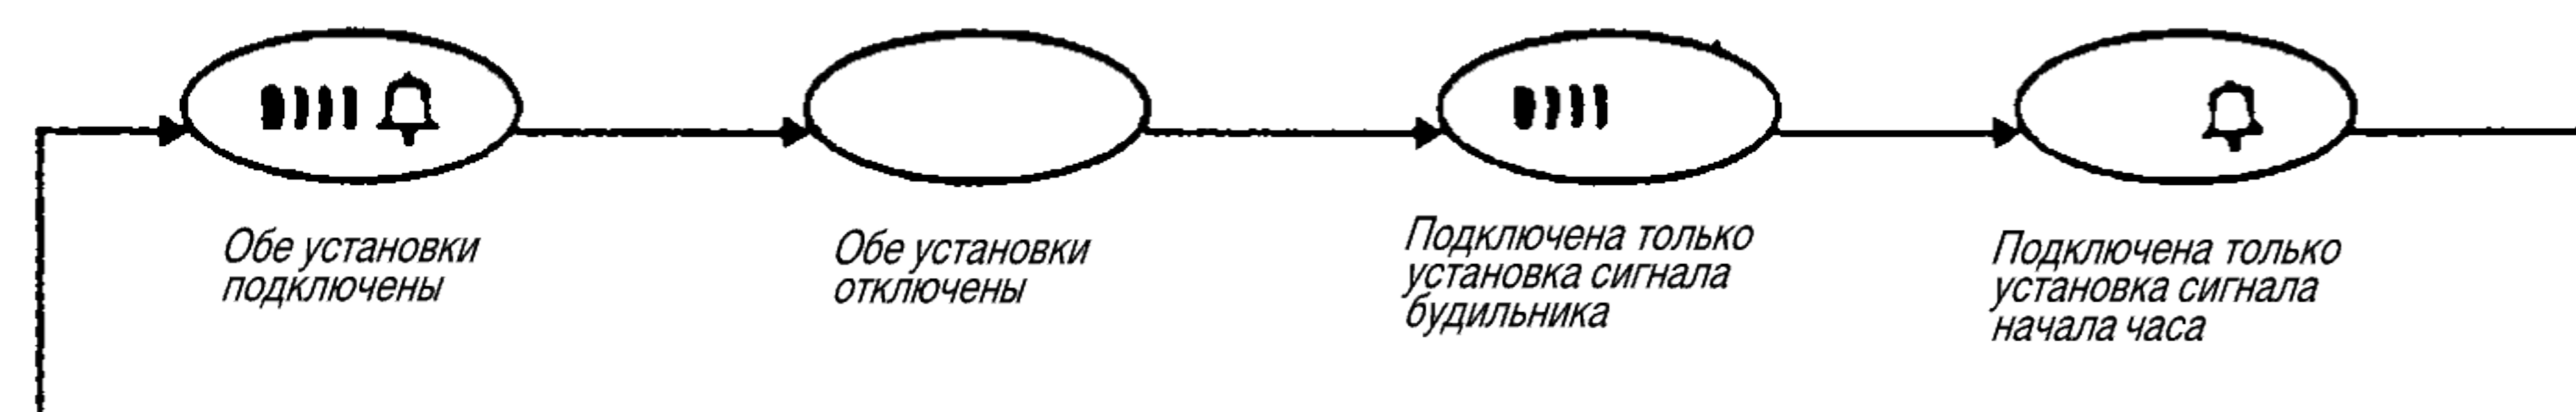 Обе установки
подключены
Обе установки
отключены
Подключена только
установка сигнала
будильника
Подключена только
установка сигнала
начала часа